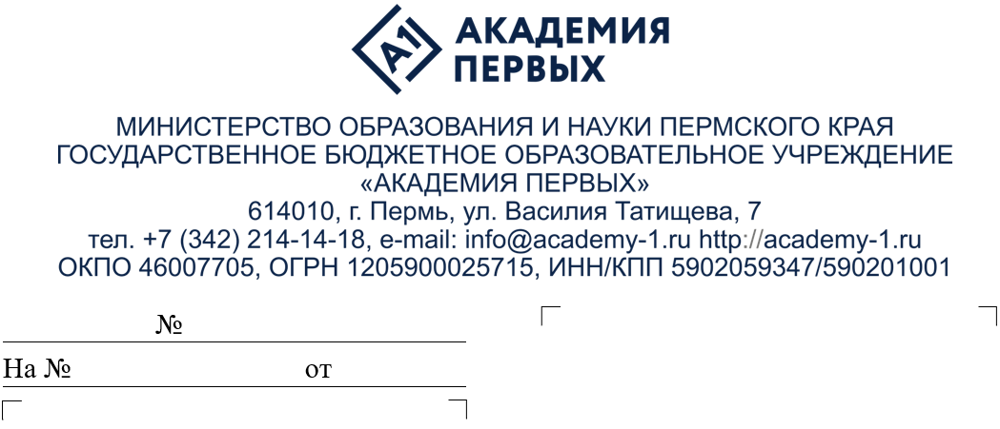 А1 АКАДЕМИЯ
ПЕРВЫХ
МИНИСТЕРСТВО ОБРАЗОВАНИЯ И НАУКИ ПЕРМСКОГО КРАЯ
ГОСУДАРСТВЕННОЕ БЮДЖЕТНОЕ ОБРАЗОВАТЕЛЬНОЕ УЧРЕЖДЕНИЕ
«АКАДЕМИЯ ПЕРВЫХ»
614010, г. Пермь, ул. Василия Татищева, 7
тел. +7 (342) 214-14-18, e-mail: info@academy-1.ru http://academy-1.ru
ОКПО 46007705, ОГРН 1205900025715, ИНН/КПП 5902059347/590201001
№
На № от